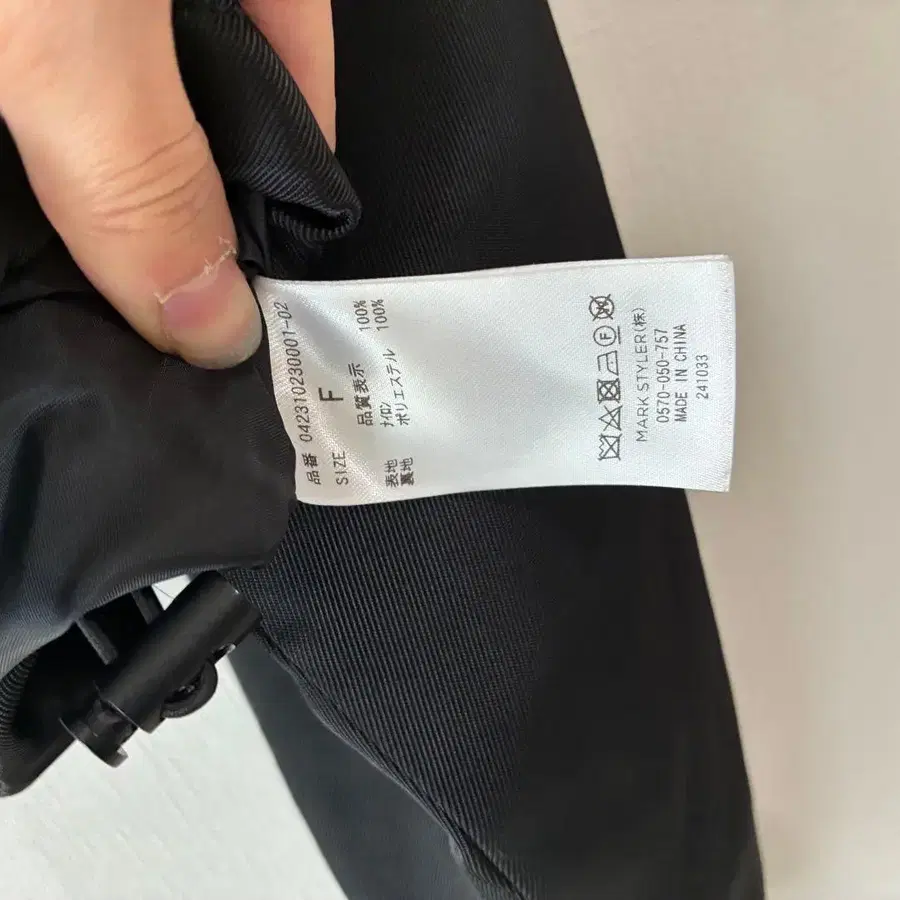 品番 042310230001-02
SIZE F
品質表示
表地 ナイロン 100%
裏地 ポリエステル 100%
F
MARK STYLER(株)
0570-050-757
MADE IN CHINA
241033